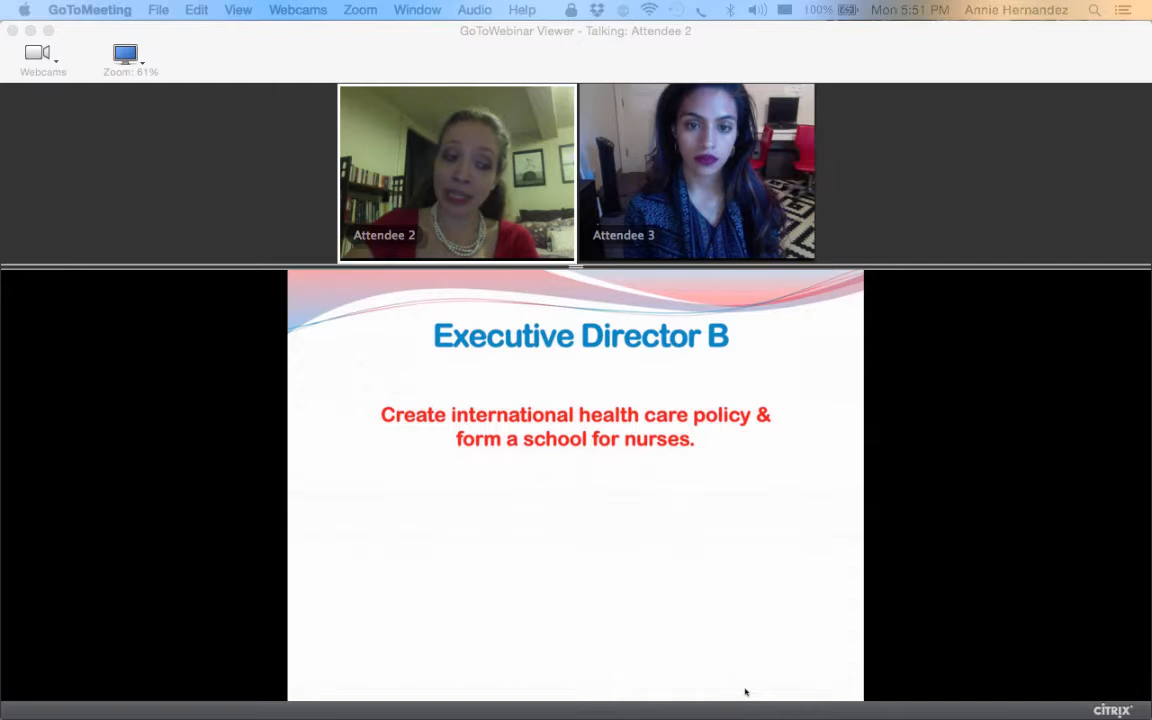 GoToMeeting File Edit View Webcams Zoom Window Audio Help 100% Mon 5:51 PM Annie Hernandez
GoToWebinar Viewer - Talking: Attendee 2
Webcams
Zoom: 61%
Attendee 2
Attendee 3
Executive Director B
Create international health care policy &
form a school for nurses.
CITRIX